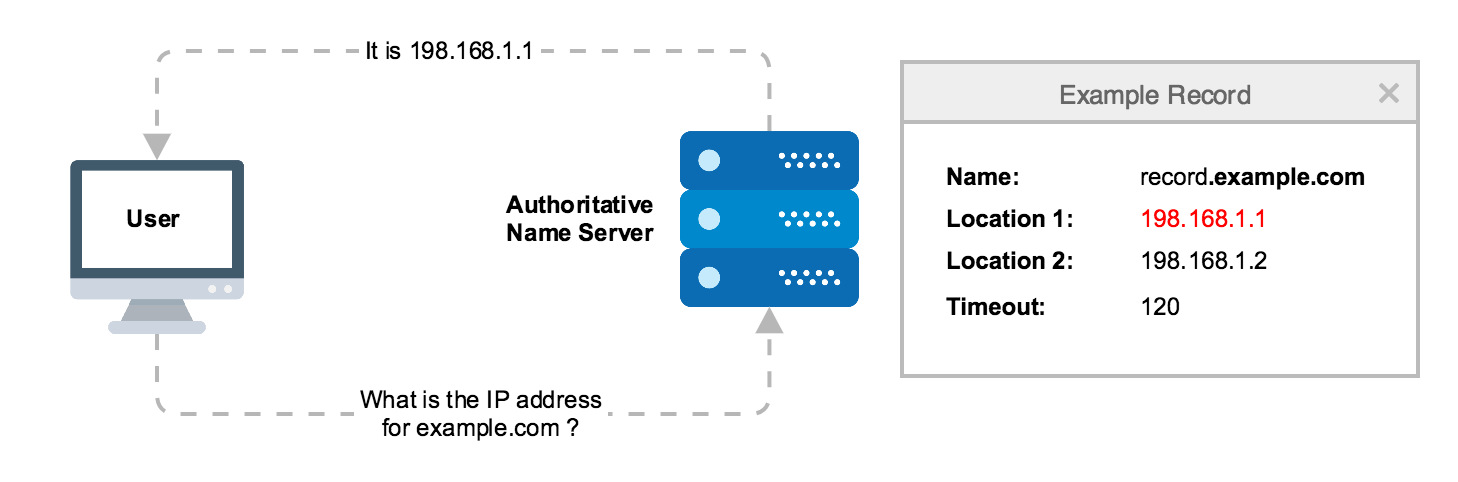 It is 198.168.1.1
User
Authoritative
Name Server
What is the IP address
for example.com ?
Example Record
Name: record.example.com
Location 1: 198.168.1.1
Location 2: 198.168.1.2
Timeout: 120